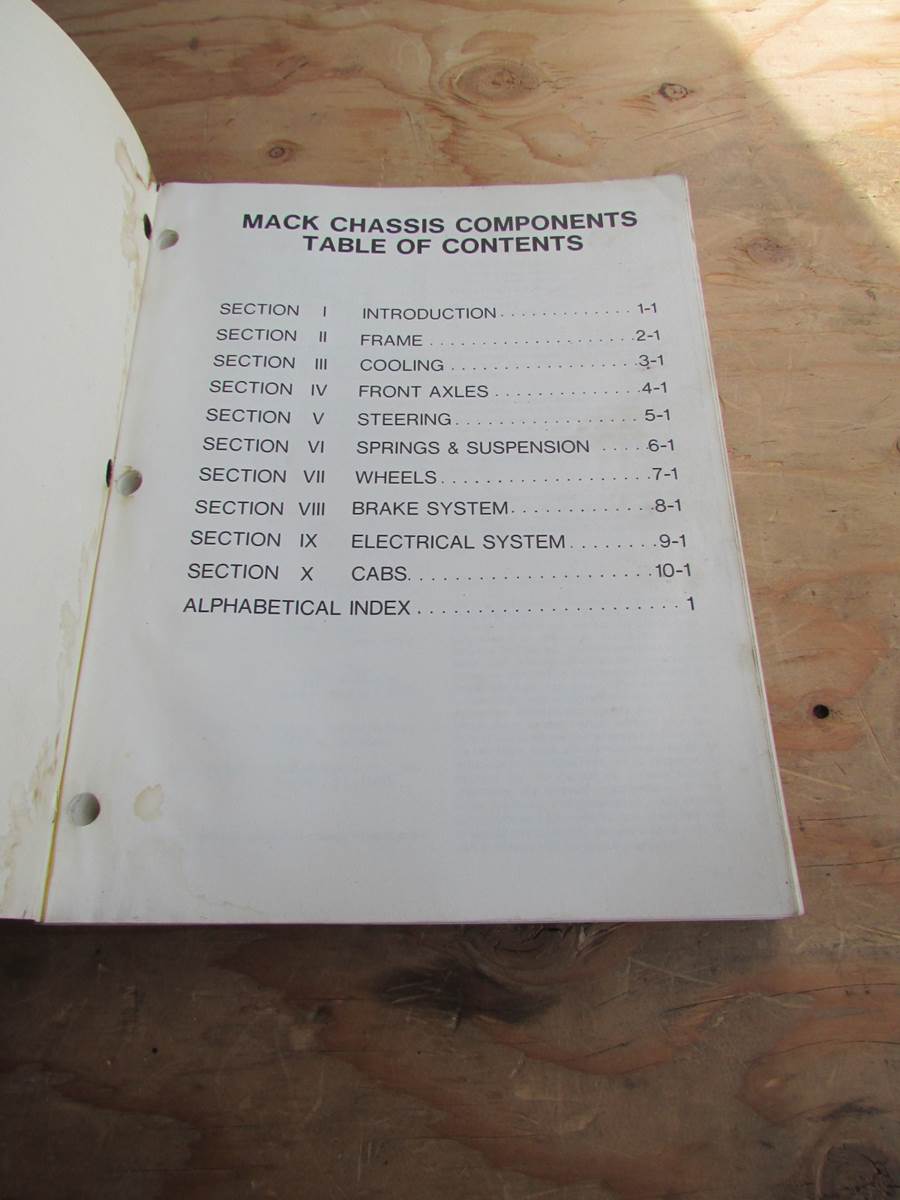 MACK CHASSIS COMPONENTS
TABLE OF CONTENTS
SECTION I INTRODUCTION . . . . . . . . . . . . . 1-1
SECTION II FRAME . . . . . . . . . . . . . . . . . . . . 2-1
SECTION III COOLING . . . . . . . . . . . . . . . . . . 3-1
SECTION IV FRONT AXLES . . . . . . . . . . . . . . 4-1
SECTION V STEERING . . . . . . . . . . . . . . . . . . 5-1
SECTION VI SPRINGS & SUSPENSION . . . . . 6-1
SECTION VII WHEELS . . . . . . . . . . . . . . . . . . . 7-1
SECTION VIII BRAKE SYSTEM . . . . . . . . . . . . . 8-1
SECTION IX ELECTRICAL SYSTEM . . . . . . . . 9-1
SECTION X CABS . . . . . . . . . . . . . . . . . . . . . 10-1
ALPHABETICAL INDEX . . . . . . . . . . . . . . . . . . . . . . 1